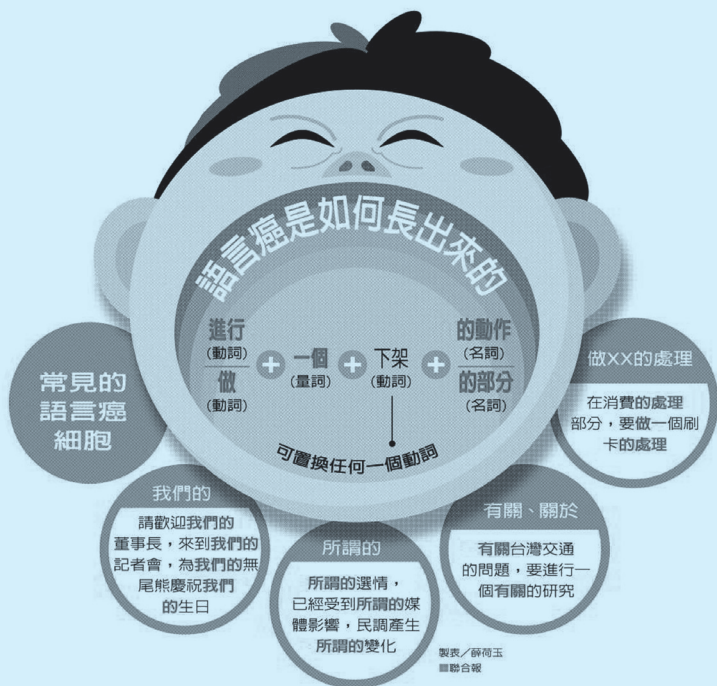 語言癌是如何長出來的
進行 一個 下架 的動作
(動詞) + (量詞) + (動詞) + (名詞)
做 的部分
(動詞) (名詞)
可置換任何一個動詞
常見的
語言癌
細胞
我們的
請歡迎我們的
董事長,來到我們的
記者會,為我們的無
尾熊慶祝我們
的生日
所謂的
所謂的選情,
已經受到所謂的媒
體影響,民調產生
所謂的變化
有關、關於
有關台灣交通
的問題,要進行一
個有關的研究
做XX的處理
在消費的處理
部分,要做一個刷
卡的處理
製表／薛荷玉
■聯合報